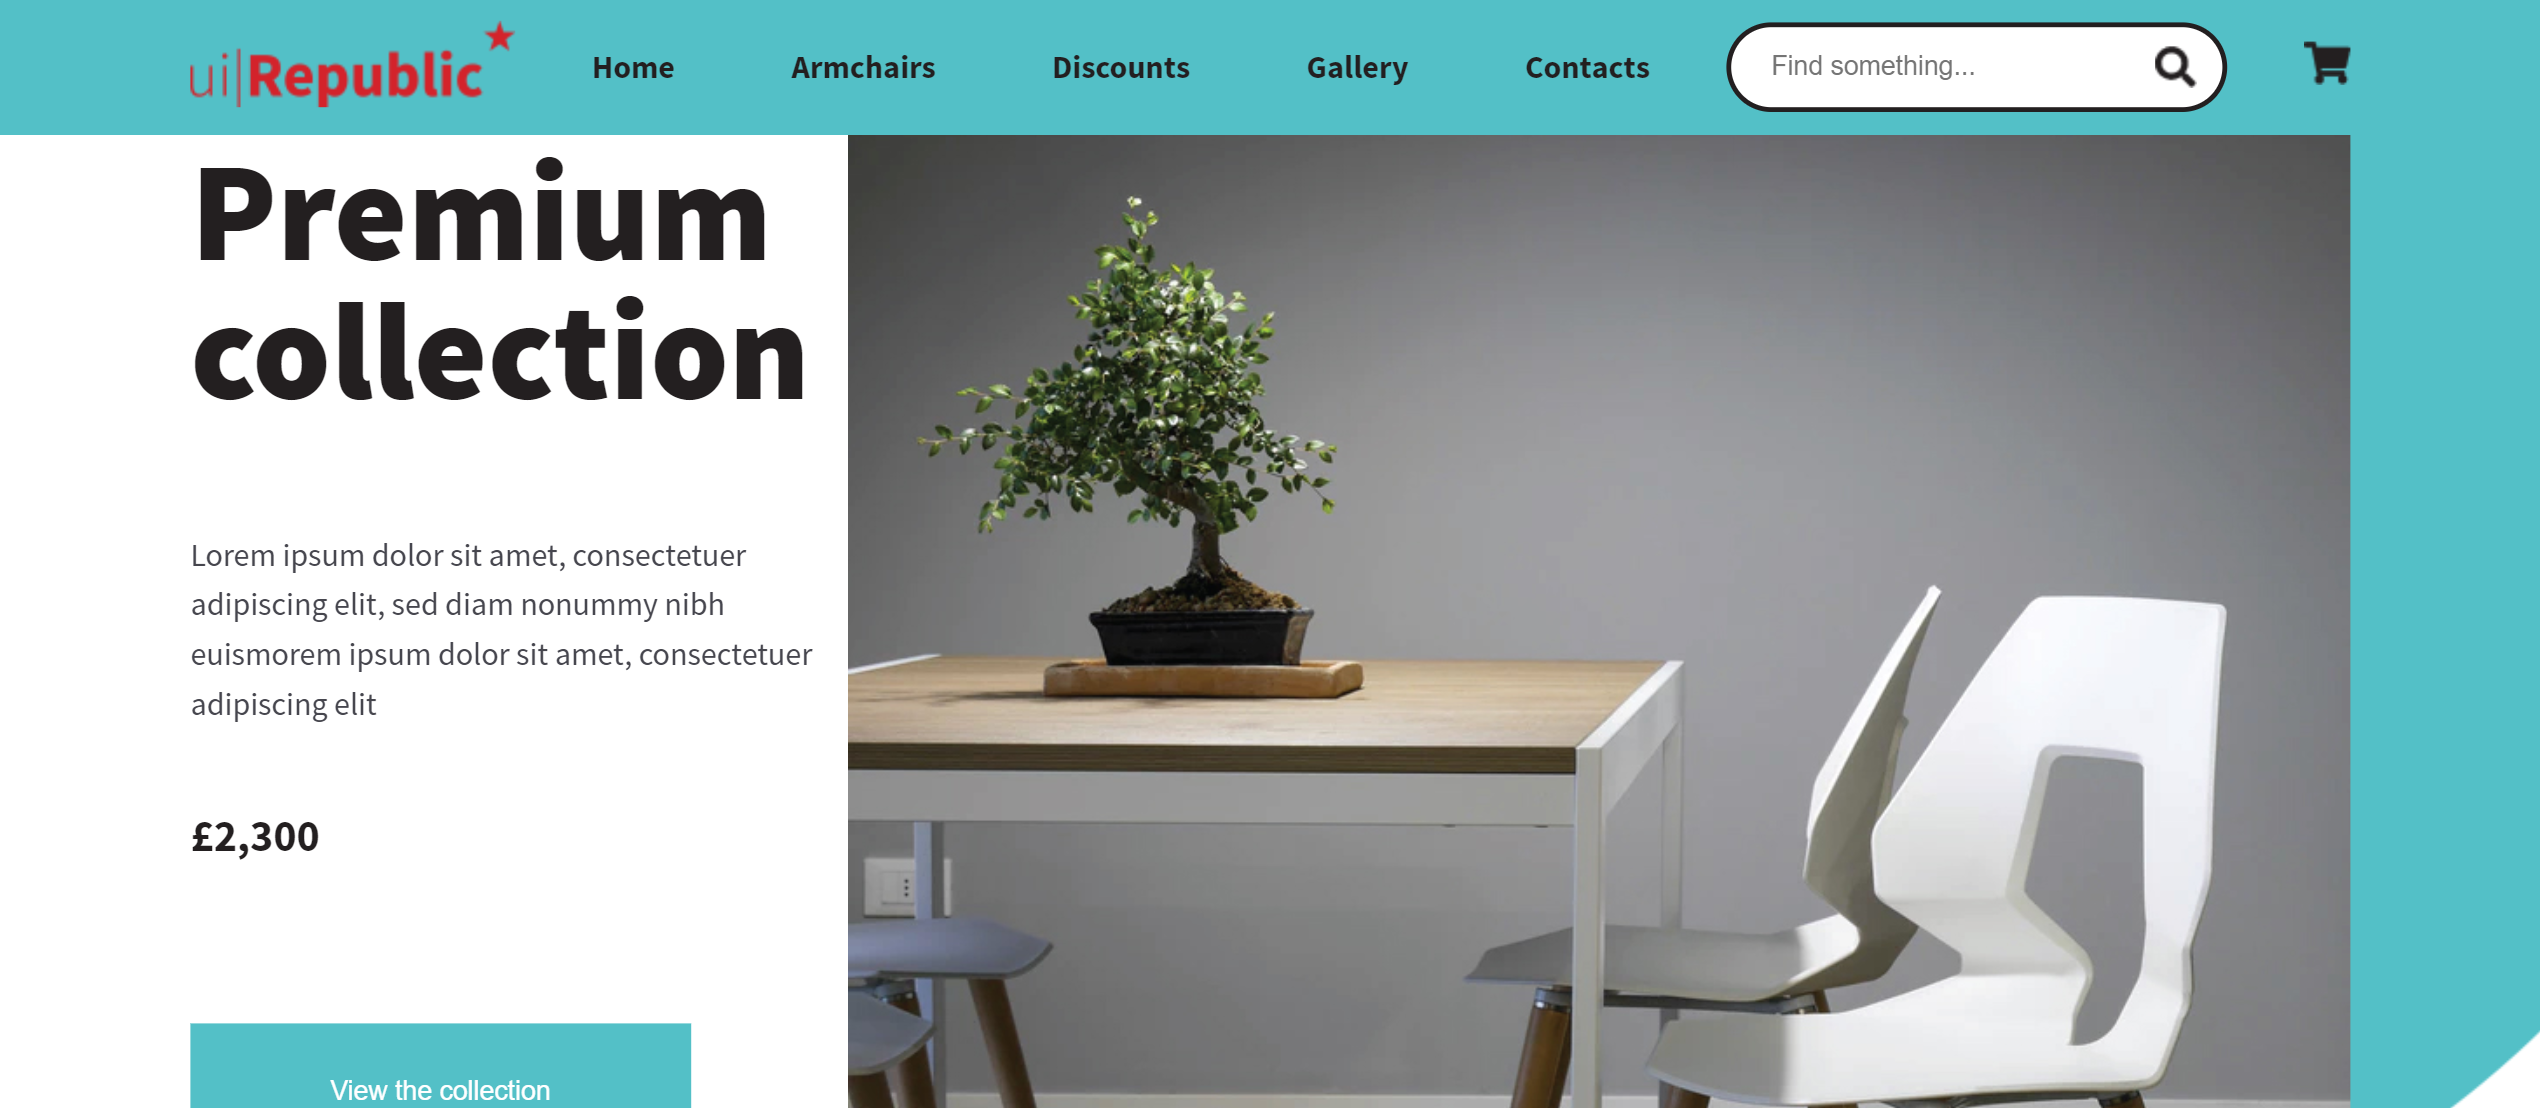 ui|Republic
Home
Armchairs
Discounts
Gallery
Contacts
Find something...
Premium
collection
Lorem ipsum dolor sit amet, consectetuer
adipiscing elit, sed diam nonummy nibh
euismorem ipsum dolor sit amet, consectetuer
adipiscing elit
£2,300
View the collection